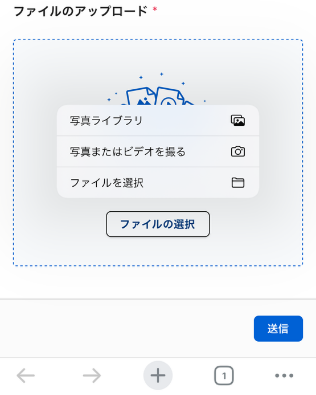 ファイルのアップロード *
写真ライブラリ
写真またはビデオを撮る
ファイルを選択
ファイルの選択
送信
1